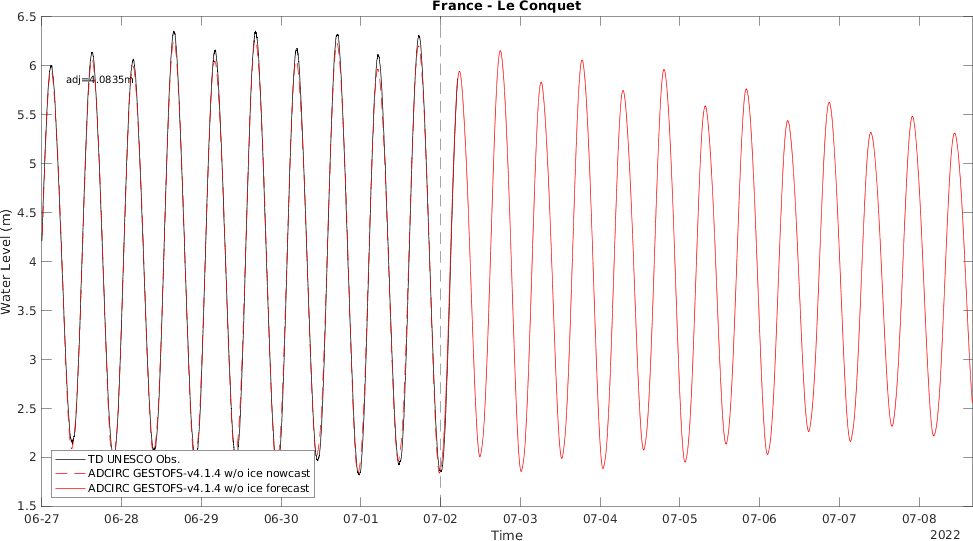 France - Le Conquet
6.5
6
5.5
5
4.5
4
3.5
3
2.5
2
1.5
Water Level (m)
adj=4.0835m
TD UNESCO Obs.
ADCIRC GESTOFS-v4.1.4 w/o ice nowcast
ADCIRC GESTOFS-v4.1.4 w/o ice forecast
06-27 06-28 06-29 06-30 07-01 07-02 07-03 07-04 07-05 07-06 07-07 07-08
Time
2022